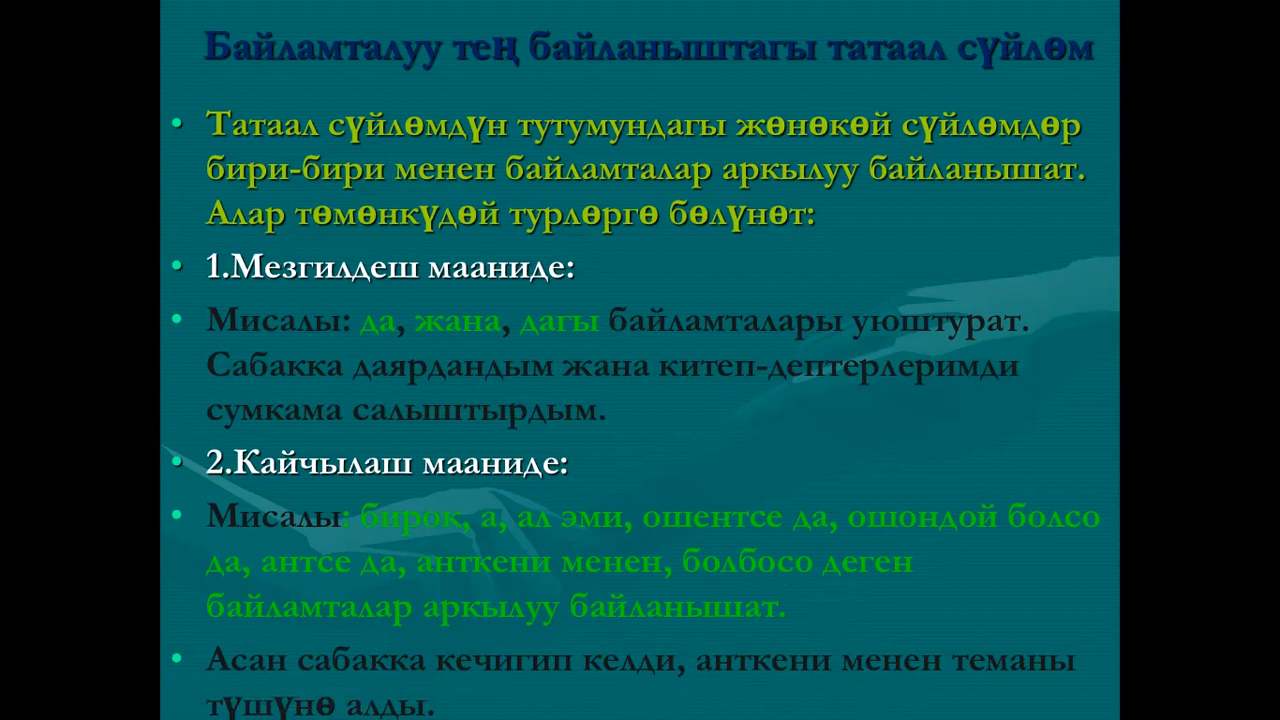 Байламталуу тең байланыштагы татаал сүйлөм
• Татаал сүйлөмдүн тутумундагы жөнөкөй сүйлөмдөр
бири-бири менен байламталар аркылуу байланышат.
Алар төмөнкүдөй турлөргө бөлүнөт:
• 1.Мезгилдеш мааниде:
• Мисалы: да, жана, дагы байламталары уюштурат.
Сабакка даярдандым жана китеп-дептерлеримди
сумкама салыштырдым.
• 2.Кайчылаш мааниде:
• Мисалы: бирок, а, ал эми, ошентсе да, ошондой болсо
да, антсе да, анткени менен, болбосо деген
байламталар аркылуу байланышат.
• Асан сабакка кечигип келди, анткени менен теманы
түшүнө алды.